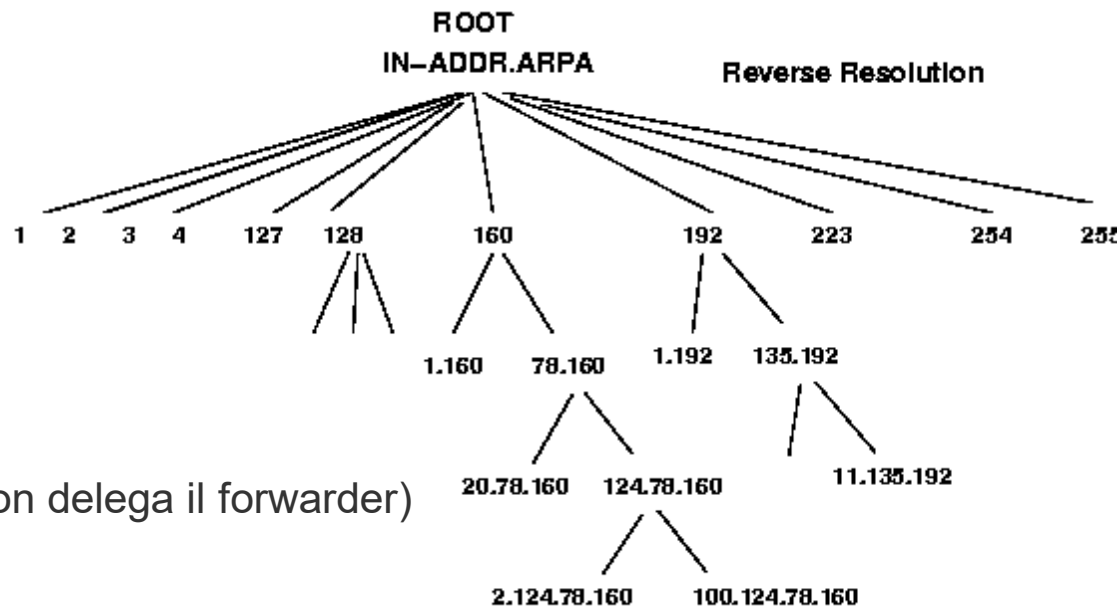 ROOT
IN-ADDR.ARPA
Reverse Resolution
1 2 3 4 127 128 160 192 223 254 255
1.160 78.160 1.192 135.192
20.78.160 124.78.160 11.135.192
on delega il forwarder)
2.124.78.160 100.124.78.160